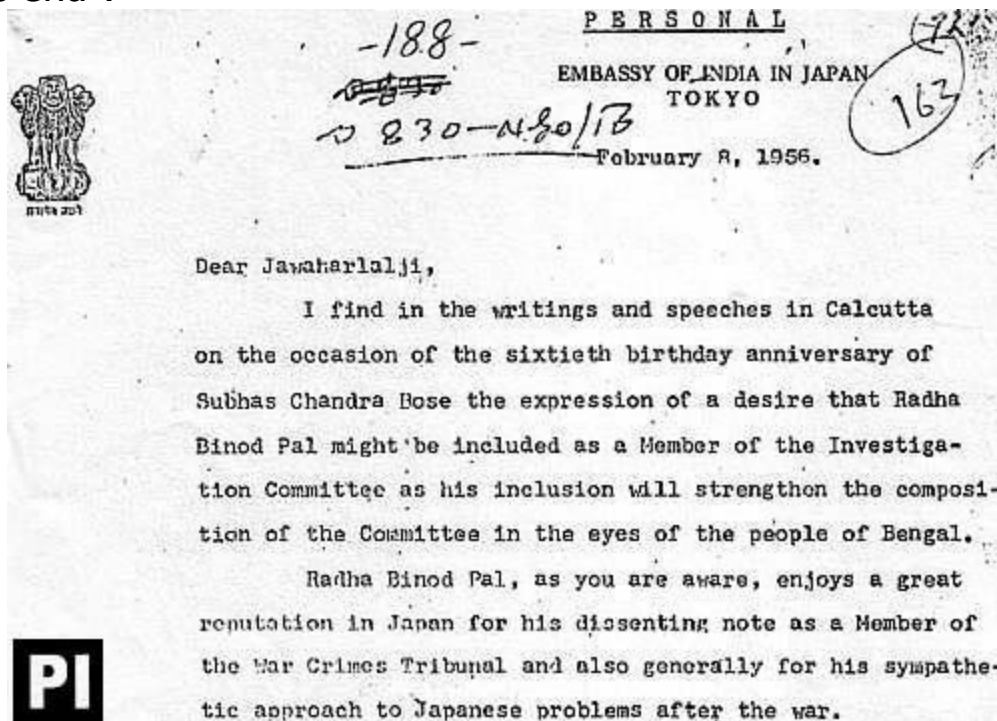 PERSONAL
-188-
EMBASSY OF INDIA IN JAPAN
TOKYO
163
February 8, 1956.
सत्यमेव जयते
Dear Jawaharlalji,
I find in the writings and speeches in Calcutta
on the occasion of the sixtieth birthday anniversary of
Subhas Chandra Bose the expression of a desire that Radha
Binod Pal might be included as a Member of the Investiga-
tion Committee as his inclusion will strengthen the composi-
tion of the Committee in the eyes of the people of Bengal.
Radha Binod Pal, as you are aware, enjoys a great
reputation in Japan for his dissenting note as a Member of
the War Crimes Tribunal and also generally for his sympathe-
tic approach to Japanese problems after the war.
PI